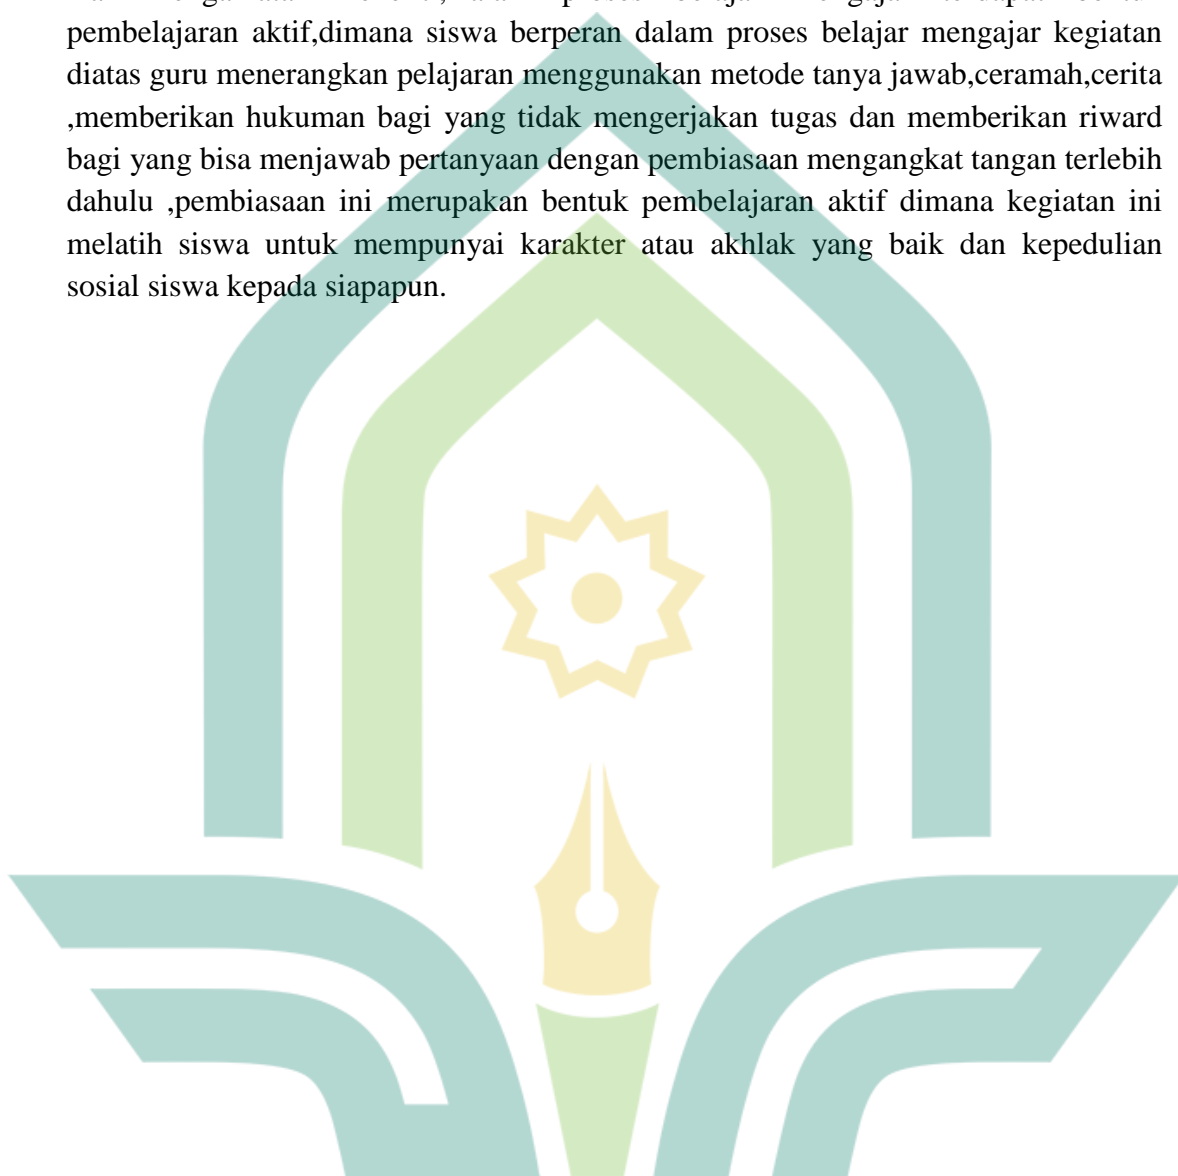 pembelajaran aktif,dimana siswa berperan dalam proses belajar mengajar kegiatan
diatas guru menerangkan pelajaran menggunakan metode tanya jawab,ceramah,cerita
,memberikan hukuman bagi yang tidak mengerjakan tugas dan memberikan riward
bagi yang bisa menjawab pertanyaan dengan pembiasaan mengangkat tangan terlebih
dahulu ,pembiasaan ini merupakan bentuk pembelajaran aktif dimana kegiatan ini
melatih siswa untuk mempunyai karakter atau akhlak yang baik dan kepedulian
sosial siswa kepada siapapun.